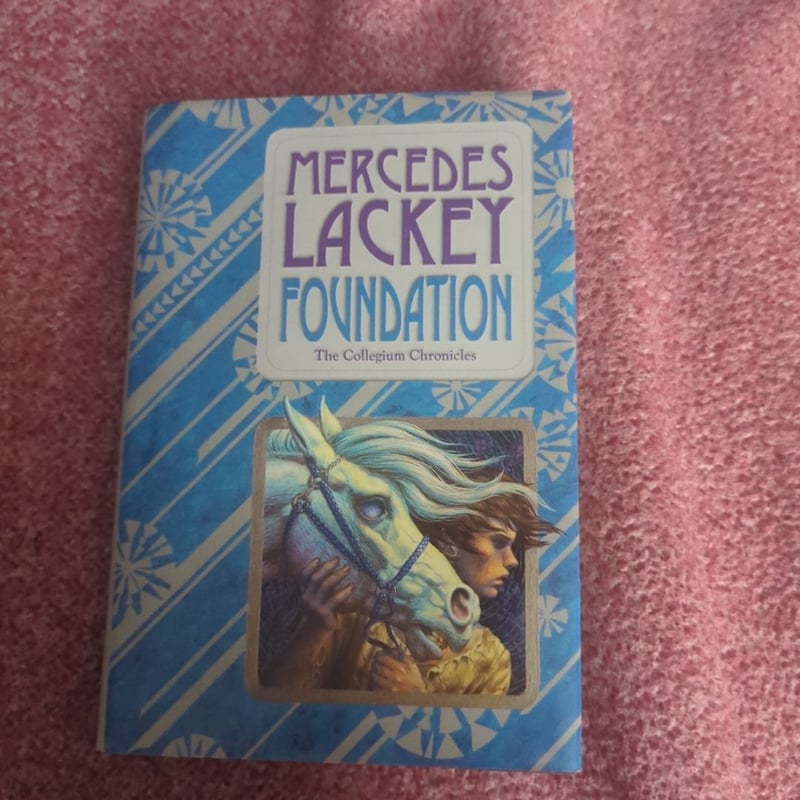 MERCEDES
LACKEY
FOUNDATION
The Collegium Chronicles